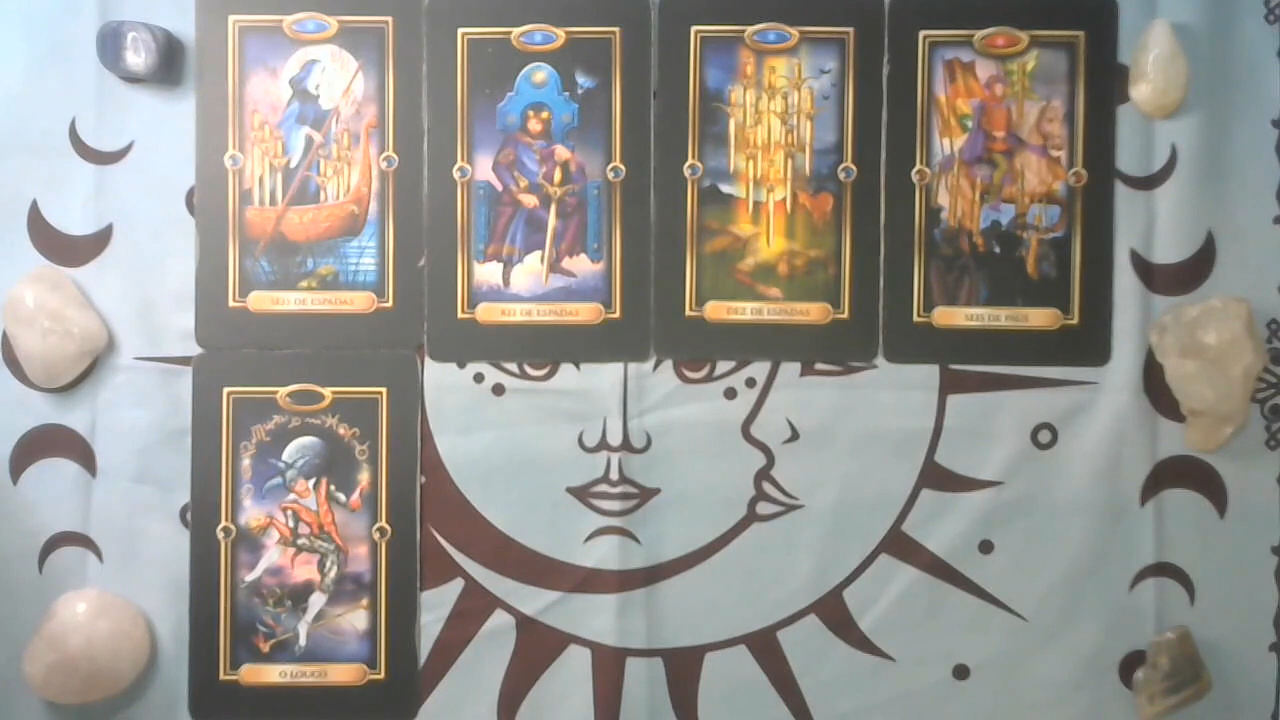 SEIS DE ESPADAS
REI DE ESPADAS
DEZ DE ESPADAS
SEIS DE PAUS
O LOUCO